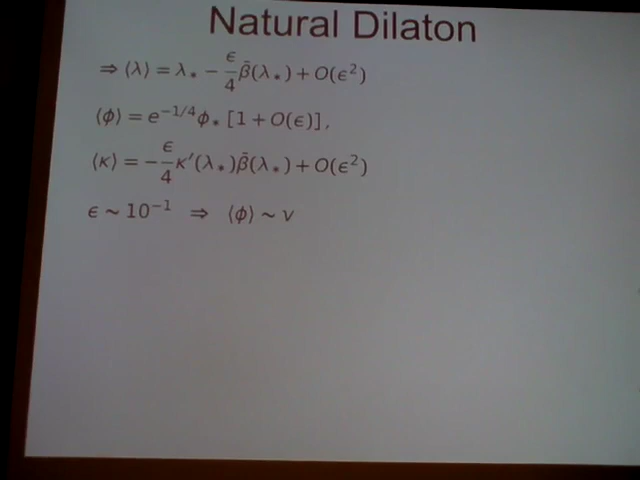 Natural Dilaton
⇒ ⟨λ⟩ = λ* − ε/4 β̄(λ*) + O(ε²)
⟨ϕ⟩ = e^{−1/4} ϕ* [1 + O(ε)],
⟨κ⟩ = − ε/4 κ′(λ*)β̄(λ*) + O(ε²)
ε ~ 10⁻¹ ⇒ ⟨ϕ⟩ ~ v